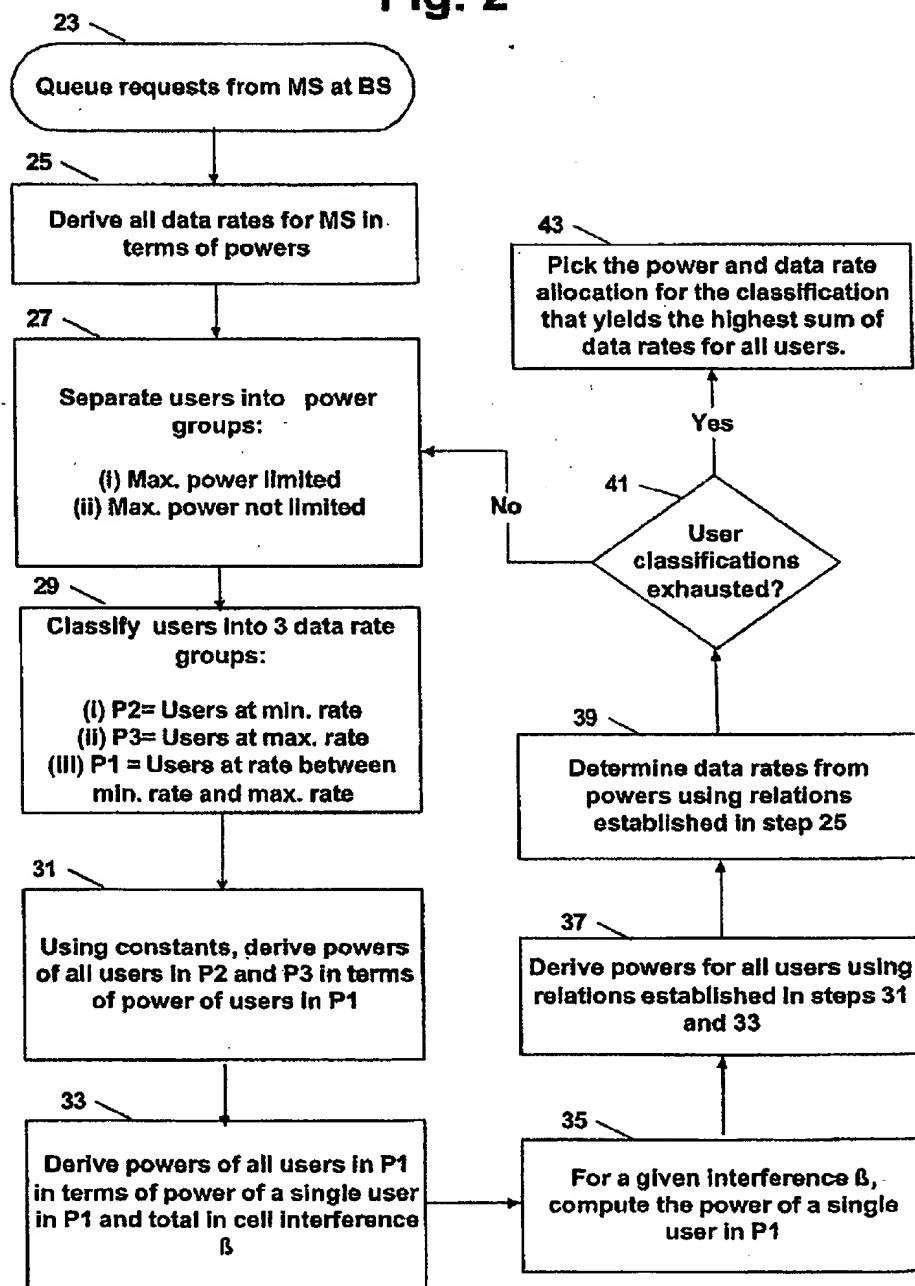 Fig. 2
23
Queue requests from MS at BS
25
Derive all data rates for MS in
terms of powers
27
Separate users into power
groups:
(i) Max. power limited
(ii) Max. power not limited
29
Classify users into 3 data rate
groups:
(i) P2= Users at min. rate
(ii) P3= Users at max. rate
(iii) P1 = Users at rate between
min. rate and max. rate
31
Using constants, derive powers
of all users in P2 and P3 in terms
of power of users in P1
33
Derive powers of all users in P1
in terms of power of a single user
in P1 and total in cell interference
ß
35
For a given interference ß,
compute the power of a single
user in P1
37
Derive powers for all users using
relations established in steps 31
and 33
39
Determine data rates from
powers using relations
established in step 25
41
User
classifications
exhausted?
No
Yes
43
Pick the power and data rate
allocation for the classification
that yields the highest sum of
data rates for all users.